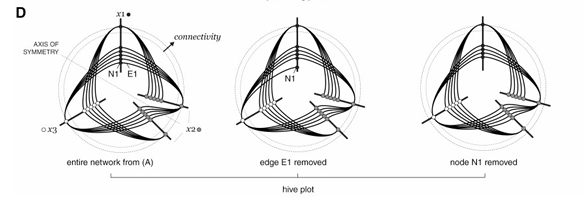 D
x1
connectivity
AXIS OF
SYMMETRY
N1
E1
N1
x3
x2
entire network from (A)
edge E1 removed
node N1 removed
hive plot